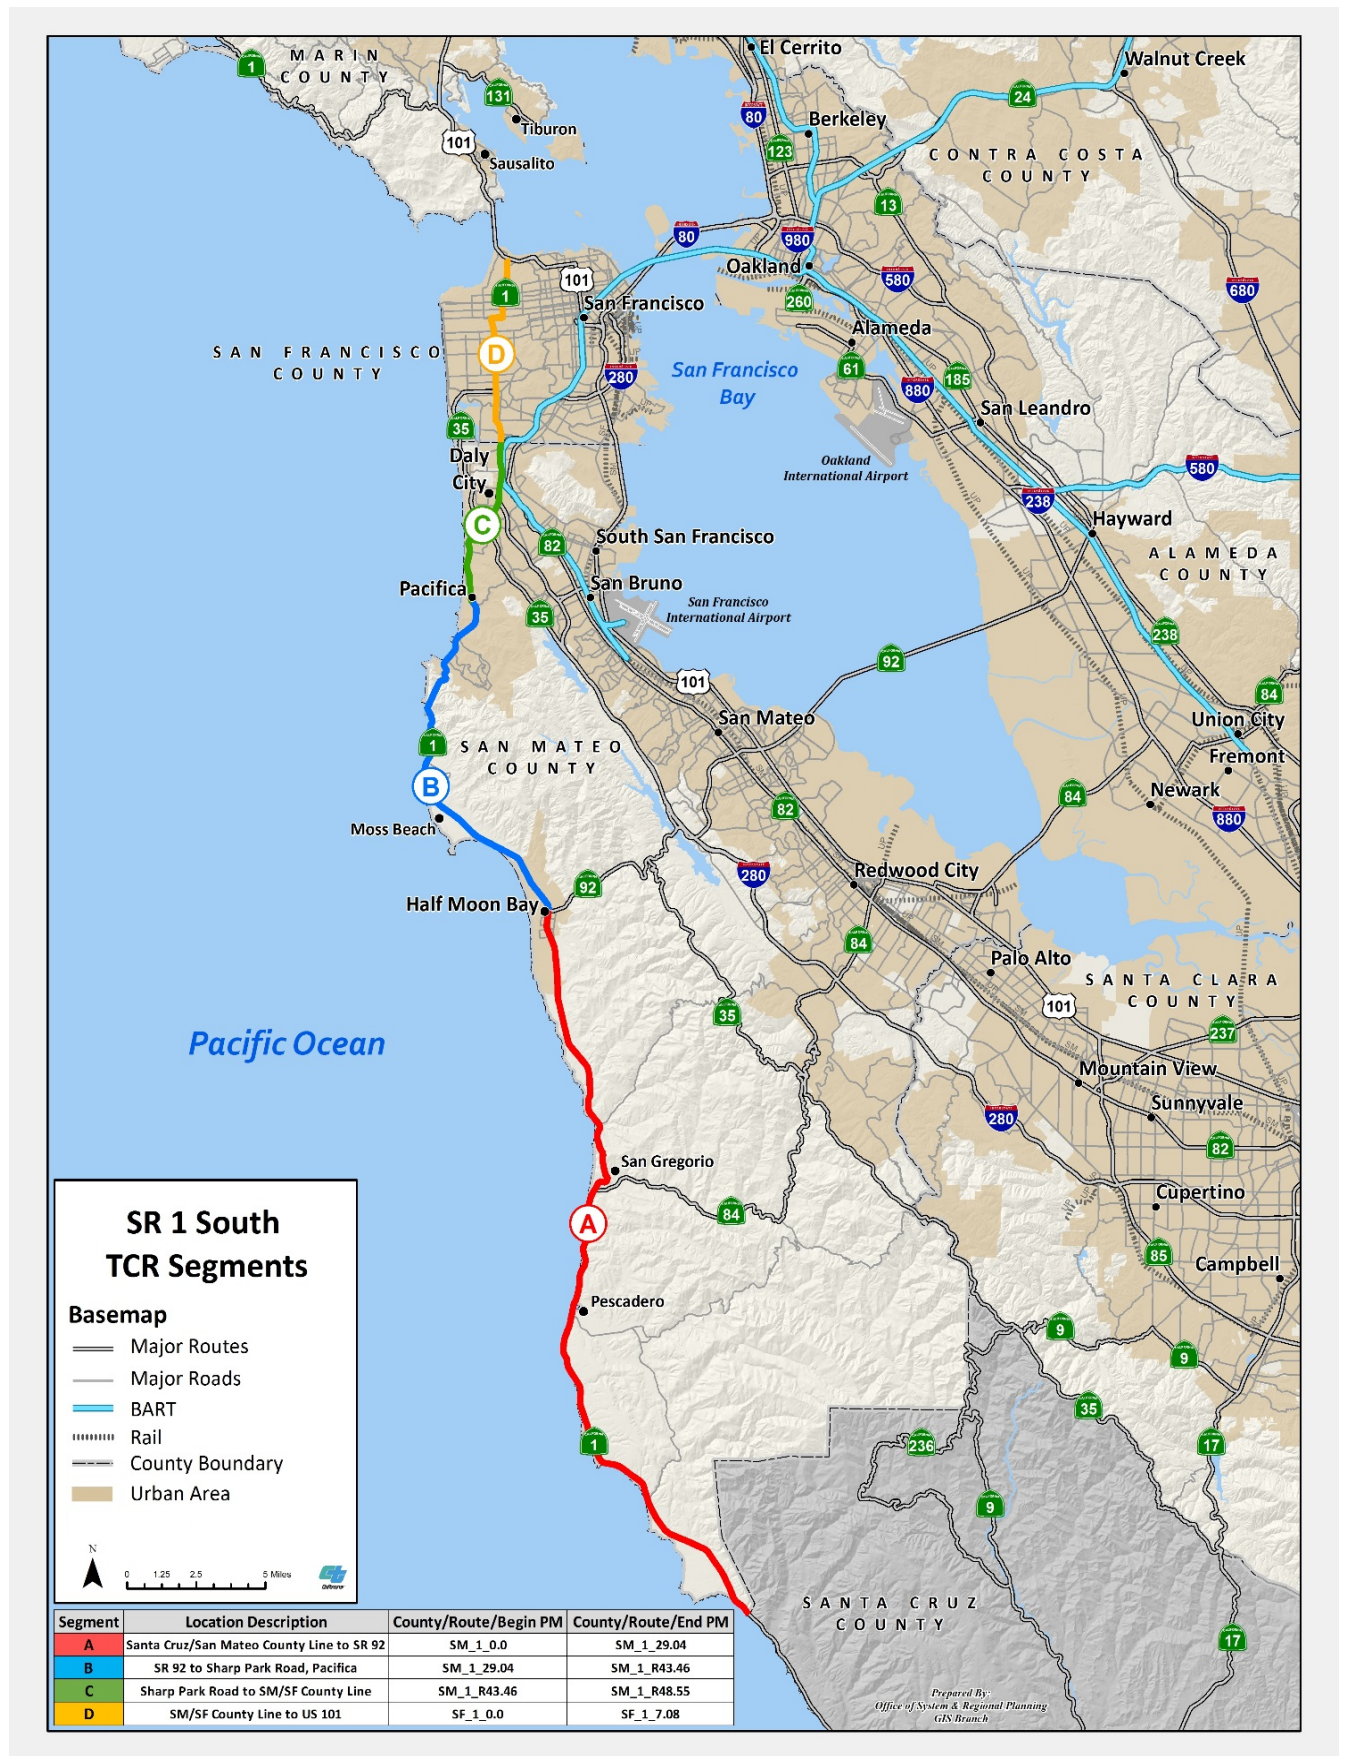 MARIN
COUNTY
1
131
Tiburon
101
Sausalito
El Cerrito
Walnut Creek
24
80
Berkeley
123
CONTRA COSTA
COUNTY
13
80
980
Oakland
580
680
260
101
1
San Francisco
Alameda
SAN FRANCISCO
COUNTY
D
San Francisco
Bay
280
61
880
185
San Leandro
35
Daly
City
Oakland
International Airport
580
238
C
Hayward
82
South San Francisco
ALAMEDA
COUNTY
Pacifica
San Bruno
San Francisco
International Airport
35
238
92
101
84
San Mateo
Union City
1
SAN MATEO
COUNTY
Fremont
B
84
Newark
82
880
Moss Beach
280
Redwood City
92
Half Moon Bay
84
Palo Alto
SANTA CLARA
COUNTY
101
35
237
Pacific Ocean
Mountain View
Sunnyvale
280
82
San Gregorio
Cupertino
84
A
85
Campbell
Pescadero
9
9
35
1
236
17
9
SANTA CRUZ
COUNTY
17
SR 1 South
TCR Segments
Basemap
Major Routes
Major Roads
BART
Rail
County Boundary
Urban Area
N
0 1.25 2.5 5 Miles
Caltrans
Segment Location Description County/Route/Begin PM County/Route/End PM
A Santa Cruz/San Mateo County Line to SR 92 SM_1_0.0 SM_1_29.04
B SR 92 to Sharp Park Road, Pacifica SM_1_29.04 SM_1_R43.46
C Sharp Park Road to SM/SF County Line SM_1_R43.46 SM_1_R48.55
D SM/SF County Line to US 101 SF_1_0.0 SF_1_7.08
Prepared By:
Office of System & Regional Planning
GIS Branch